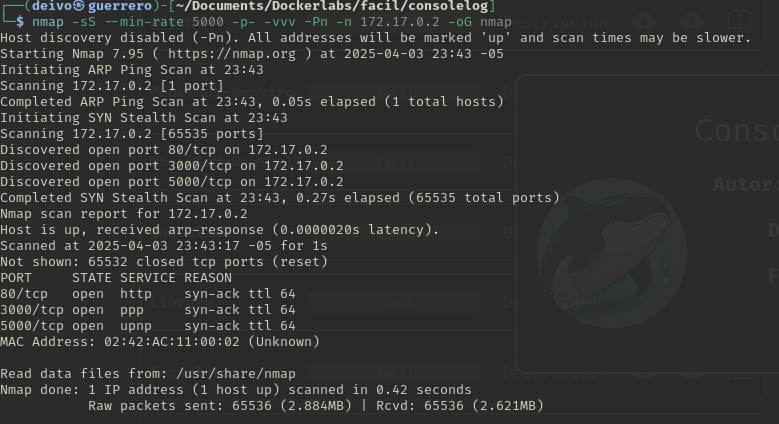 ┌──(deivo㉿guerrero)-[~/Documents/Dockerlabs/facil/consolelog]
└─$ nmap -sS --min-rate 5000 -p- -vvv -Pn -n 172.17.0.2 -oG nmap
Host discovery disabled (-Pn). All addresses will be marked 'up' and scan times may be slower.
Starting Nmap 7.95 ( https://nmap.org ) at 2025-04-03 23:43 -05
Initiating ARP Ping Scan at 23:43
Scanning 172.17.0.2 [1 port]
Completed ARP Ping Scan at 23:43, 0.05s elapsed (1 total hosts)
Initiating SYN Stealth Scan at 23:43
Scanning 172.17.0.2 [65535 ports]
Discovered open port 80/tcp on 172.17.0.2
Discovered open port 3000/tcp on 172.17.0.2
Discovered open port 5000/tcp on 172.17.0.2
Completed SYN Stealth Scan at 23:43, 0.27s elapsed (65535 total ports)
Nmap scan report for 172.17.0.2
Host is up, received arp-response (0.0000020s latency).
Scanned at 2025-04-03 23:43:17 -05 for 1s
Not shown: 65532 closed tcp ports (reset)
PORT     STATE SERVICE REASON
80/tcp   open  http    syn-ack ttl 64
3000/tcp open  ppp     syn-ack ttl 64
5000/tcp open  upnp    syn-ack ttl 64
MAC Address: 02:42:AC:11:00:02 (Unknown)
Read data files from: /usr/share/nmap
Nmap done: 1 IP address (1 host up) scanned in 0.42 seconds
Raw packets sent: 65536 (2.884MB) | Rcvd: 65536 (2.621MB)
Conso
Autor: